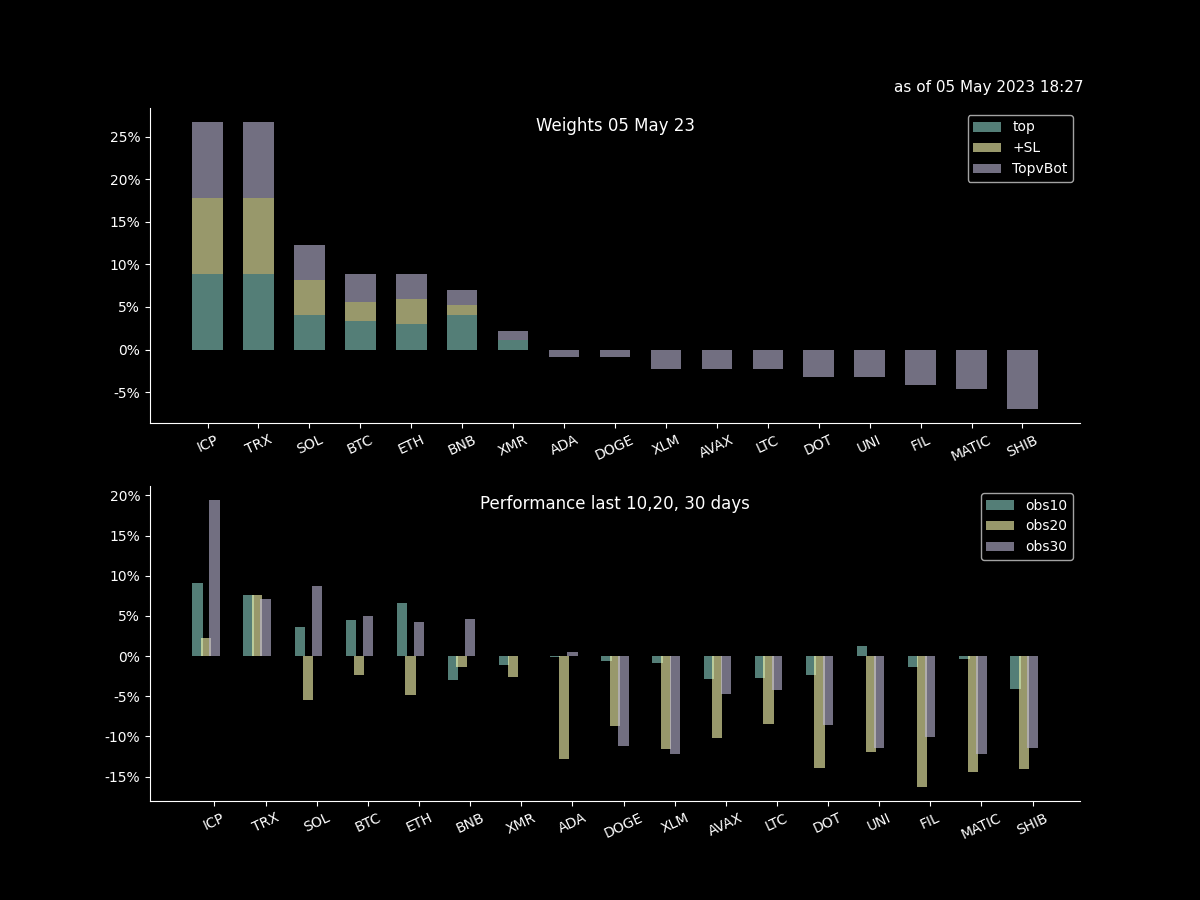 as of 05 May 2023 18:27
Weights 05 May 23
top
+SL
TopvBot
25%
20%
15%
10%
5%
0%
-5%
ICP TRX SOL BTC ETH BNB XMR ADA DOGE XLM AVAX LTC DOT UNI FIL MATIC SHIB
Performance last 10,20, 30 days
obs10
obs20
obs30
20%
15%
10%
5%
0%
-5%
-10%
-15%
ICP TRX SOL BTC ETH BNB XMR ADA DOGE XLM AVAX LTC DOT UNI FIL MATIC SHIB